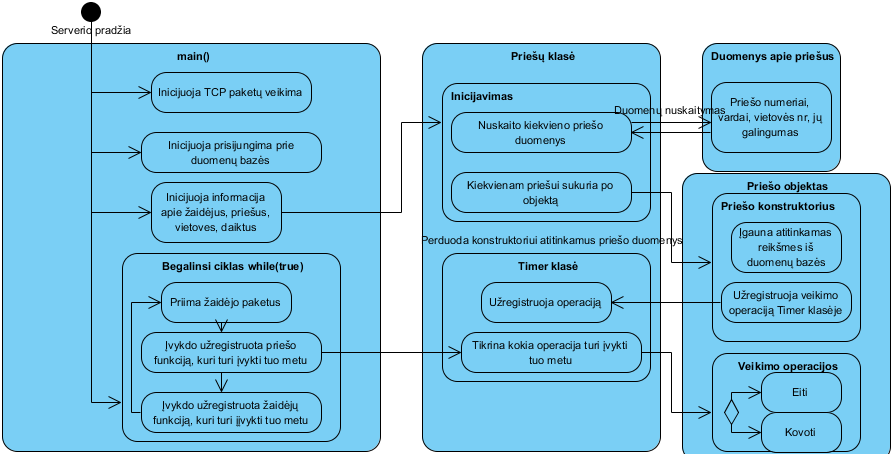 Serverio pradžia
main()
Inicijuoja TCP paketų veikima
Inicijuoja prisijungima prie
duomenų bazės
Inicijuoja informacija
apie žaidėjus, priešus,
vietoves, daiktus
Begalinsi ciklas while(true)
Priima žaidėjo paketus
Įvykdo užregistruota priešo
funkciją, kuri turi įvykti tuo metu
Įvykdo užregistruota žaidėjų
funkciją, kuri turi įįvykti tuo metu
Priešų klasė
Inicijavimas
Nuskaito kiekvieno priešo
duomenys
Kiekvienam priešui sukuria po
objektą
Duomenų nuskaitymas
Perduoda konstruktoriui atitinkamus priešo duomenys
Timer klasė
Užregistruoja operaciją
Tikrina kokia operacija turi įvykti
tuo metu
Duomenys apie priešus
Priešo numeriai,
vardai, vietovės nr, jų
galingumas
Priešo objektas
Priešo konstruktorius
Įgauna atitinkamas
reikšmes iš
duomenų bazės
Užregistruoja veikimo
operaciją Timer klasėje
Veikimo operacijos
Eiti
Kovoti